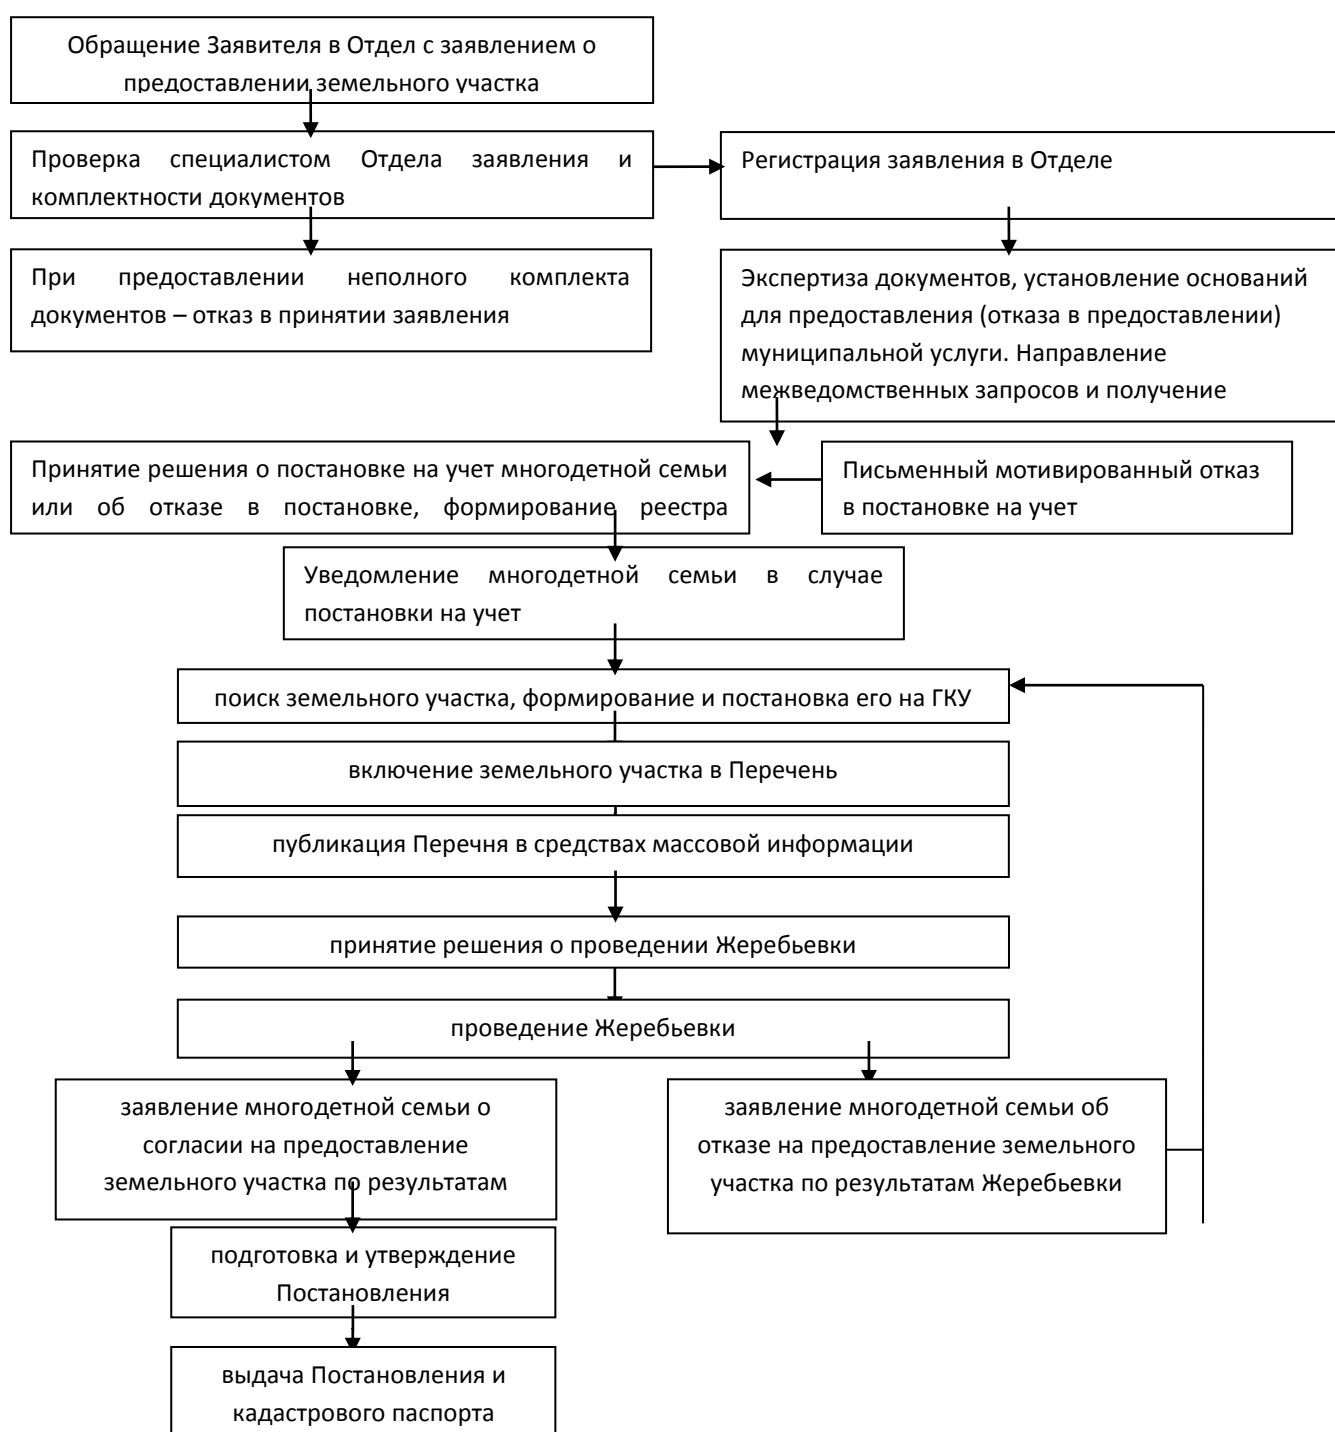 Обращение Заявителя в Отдел с заявлением о
предоставлении земельного участка
Проверка специалистом Отдела заявления и
комплектности документов
Регистрация заявления в Отделе
При предоставлении неполного комплекта
документов – отказ в принятии заявления
Экспертиза документов, установление оснований
для предоставления (отказа в предоставлении)
муниципальной услуги. Направление
межведомственных запросов и получение
Принятие решения о постановке на учет многодетной семьи
или об отказе в постановке, формирование реестра
Письменный мотивированный отказ
в постановке на учет
Уведомление многодетной семьи в случае
постановки на учет
поиск земельного участка, формирование и постановка его на ГКУ
включение земельного участка в Перечень
публикация Перечня в средствах массовой информации
принятие решения о проведении Жеребьевки
проведение Жеребьевки
заявление многодетной семьи о
согласии на предоставление
земельного участка по результатам
заявление многодетной семьи об
отказе на предоставление земельного
участка по результатам Жеребьевки
подготовка и утверждение
Постановления
выдача Постановления и
кадастрового паспорта